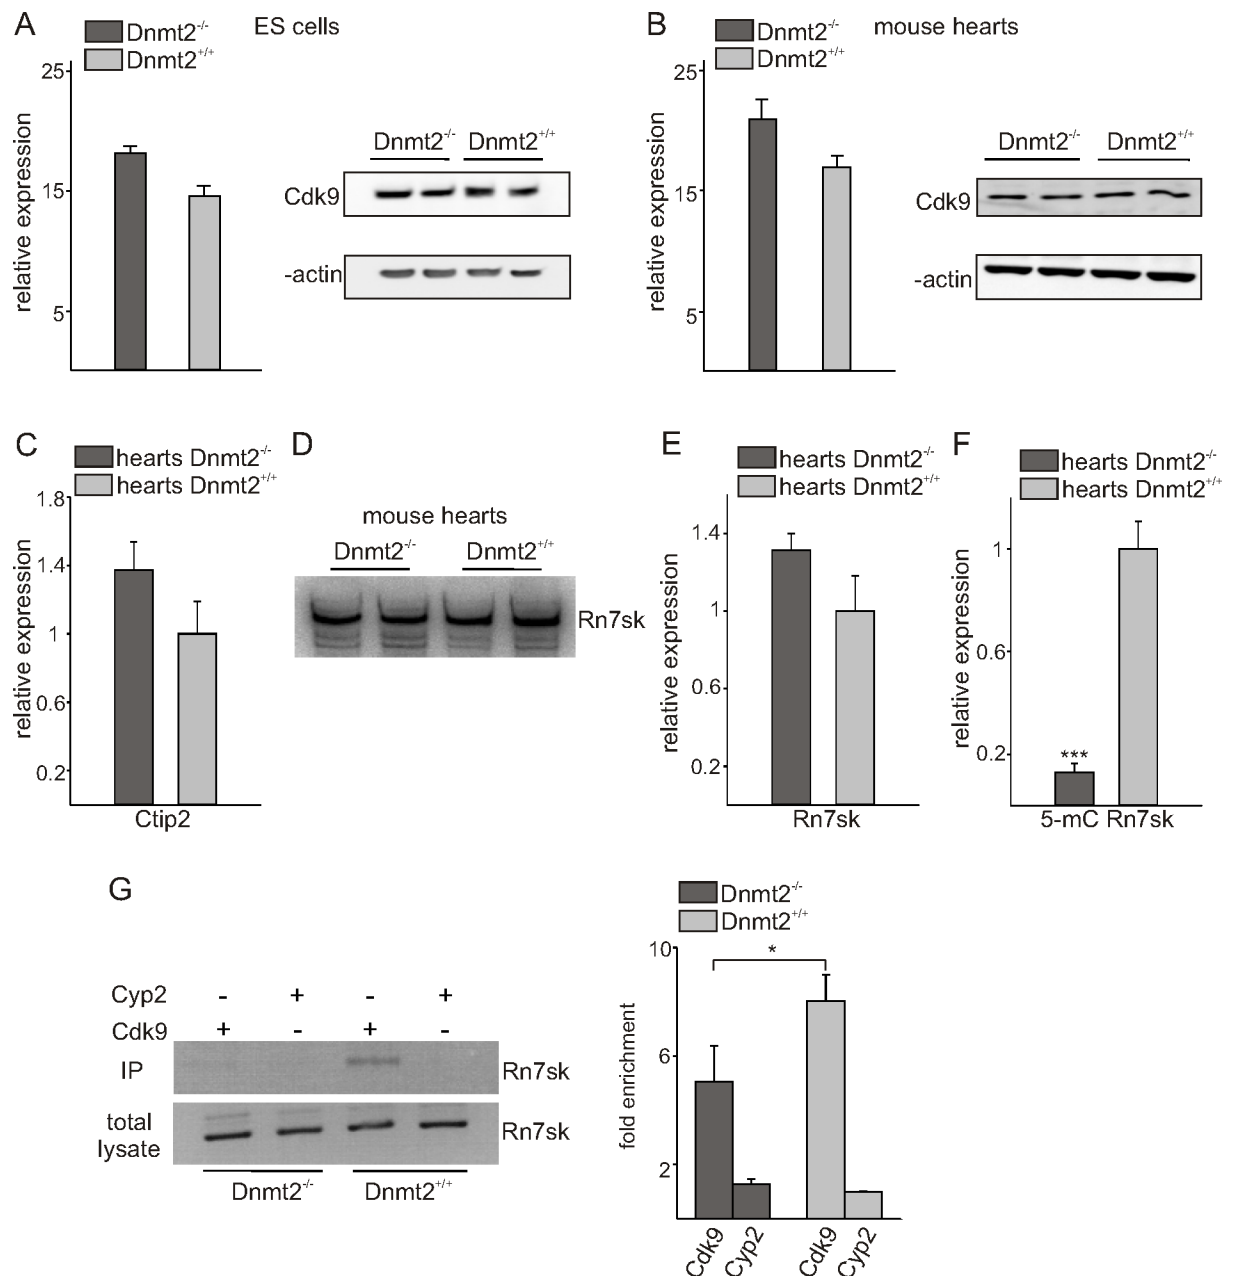 A
Dnmt2-/-
Dnmt2+/+
ES cells
25
15
5
relative expression
Dnmt2-/- Dnmt2+/+
Cdk9
-actin
B
Dnmt2-/-
Dnmt2+/+
mouse hearts
25
15
5
relative expression
Dnmt2-/- Dnmt2+/+
Cdk9
-actin
C
hearts Dnmt2-/-
hearts Dnmt2+/+
1.8
1.4
1
0.6
0.2
relative expression
Ctip2
D
mouse hearts
Dnmt2-/- Dnmt2+/+
Rn7sk
E
hearts Dnmt2-/-
hearts Dnmt2+/+
1.4
1
0.6
0.2
relative expression
Rn7sk
F
hearts Dnmt2-/-
hearts Dnmt2+/+
1
0.6
0.2
relative expression
***
5-mC Rn7sk
G
Cyp2 - + - +
Cdk9 + - + -
IP Rn7sk
total
lysate
Rn7sk
Dnmt2-/- Dnmt2+/+
Dnmt2-/-
Dnmt2+/+
10
6
2
fold enrichment
*
Cdk9 Cyp2 Cdk9 Cyp2